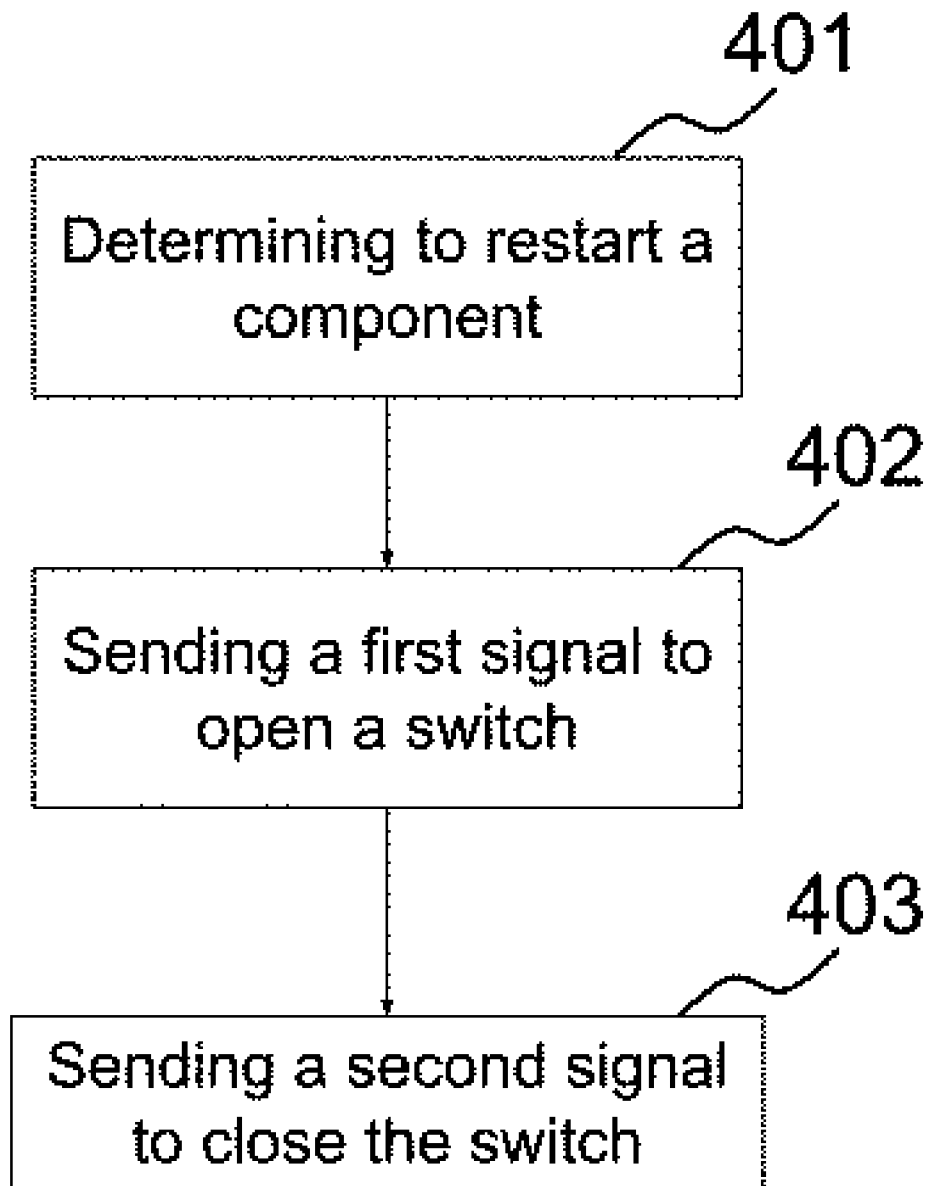 401
Determining to restart a
component
402
Sending a first signal to
open a switch
403
Sending a second signal
to close the switch